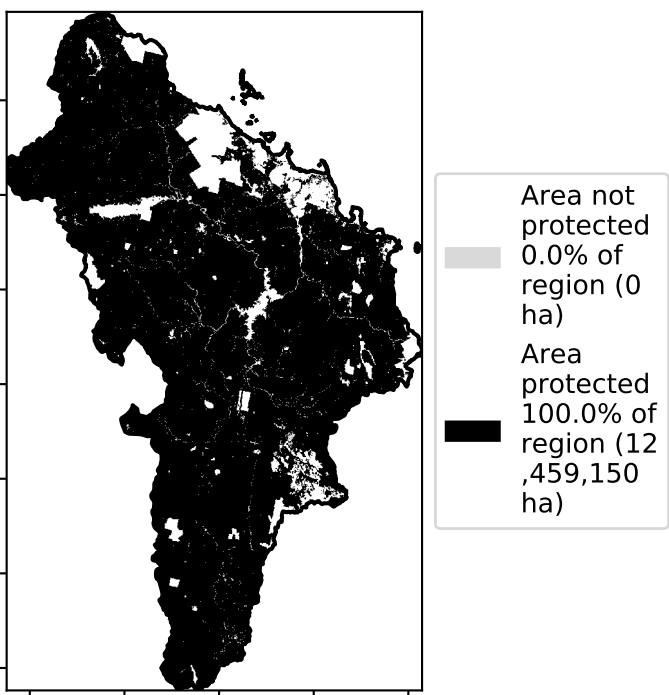 Area not
protected
0.0% of
region (0
ha)
Area
protected
100.0% of
region (12
,459,150
ha)